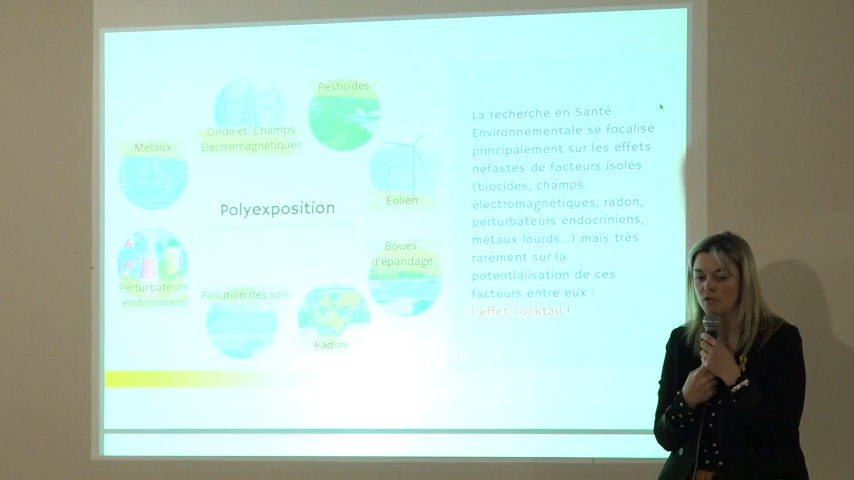 Pesticides
Onde et Champs
Electromagnétiques
Métaux
Eolien
Polyexposition
Boues
d'épandage
Perturbateurs
endocriniens
Pollution des sols
Radon
La recherche en Santé
Environnementale se focalise
principalement sur les effets
néfastes de facteurs isolés
(biocides, champs
électromagnétiques, radon,
perturbateurs endocriniens,
métaux lourds...) mais très
rarement sur la
potentialisation de ces
facteurs entre eux :
l'effet cocktail !